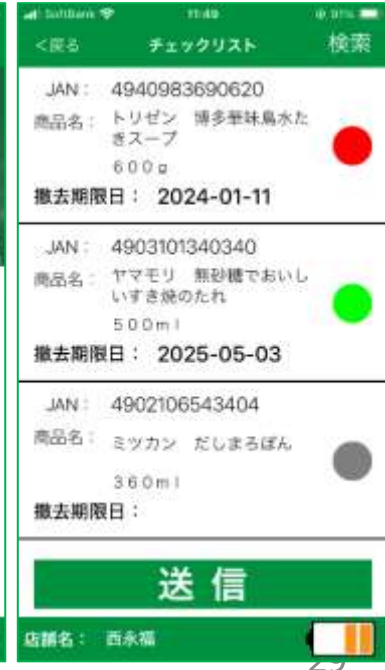 SoftBank 11:49
<戻る チェックリスト 検索
JAN： 4940983690620
商品名： トリゼン 博多華味鳥水た
きスープ
600g
撤去期限日： 2024-01-11
JAN： 4903101340340
商品名： ヤマモリ 無砂糖でおいし
いすき焼のたれ
500ml
撤去期限日： 2025-05-03
JAN： 4902106543404
商品名： ミツカン だしまろぽん
360ml
撤去期限日：
送信
店舗名： 西永福